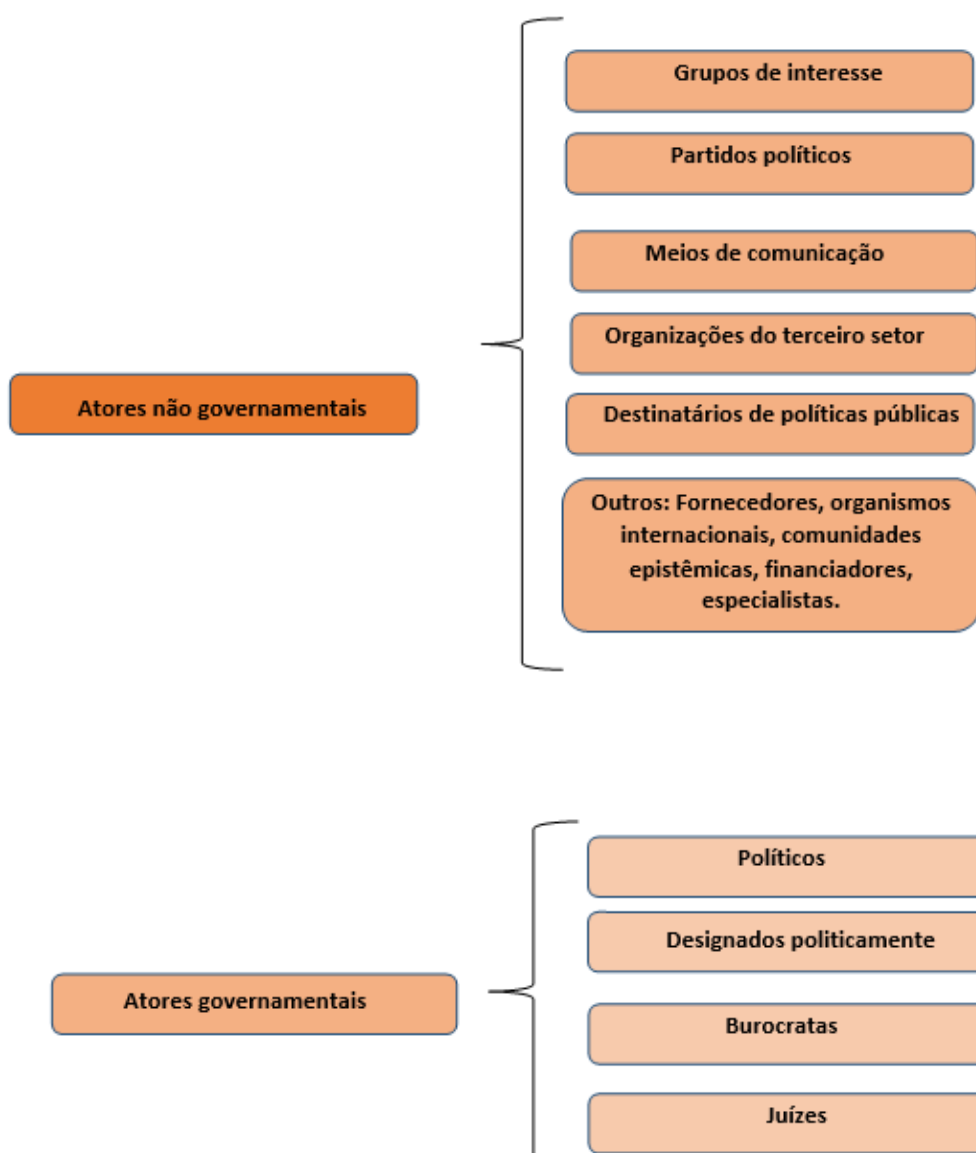 Atores não governamentais
Grupos de interesse
Partidos políticos
Meios de comunicação
Organizações do terceiro setor
Destinatários de políticas públicas
Outros: Fornecedores, organismos
internacionais, comunidades
epistêmicas, financiadores,
especialistas.
Atores governamentais
Políticos
Designados politicamente
Burocratas
Juízes